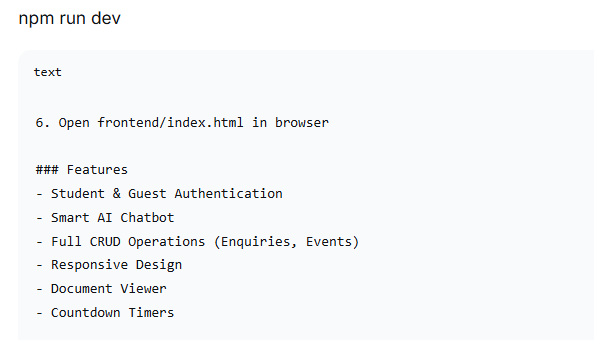 npm run dev
text
6. Open frontend/index.html in browser
### Features
- Student & Guest Authentication
- Smart AI Chatbot
- Full CRUD Operations (Enquiries, Events)
- Responsive Design
- Document Viewer
- Countdown Timers